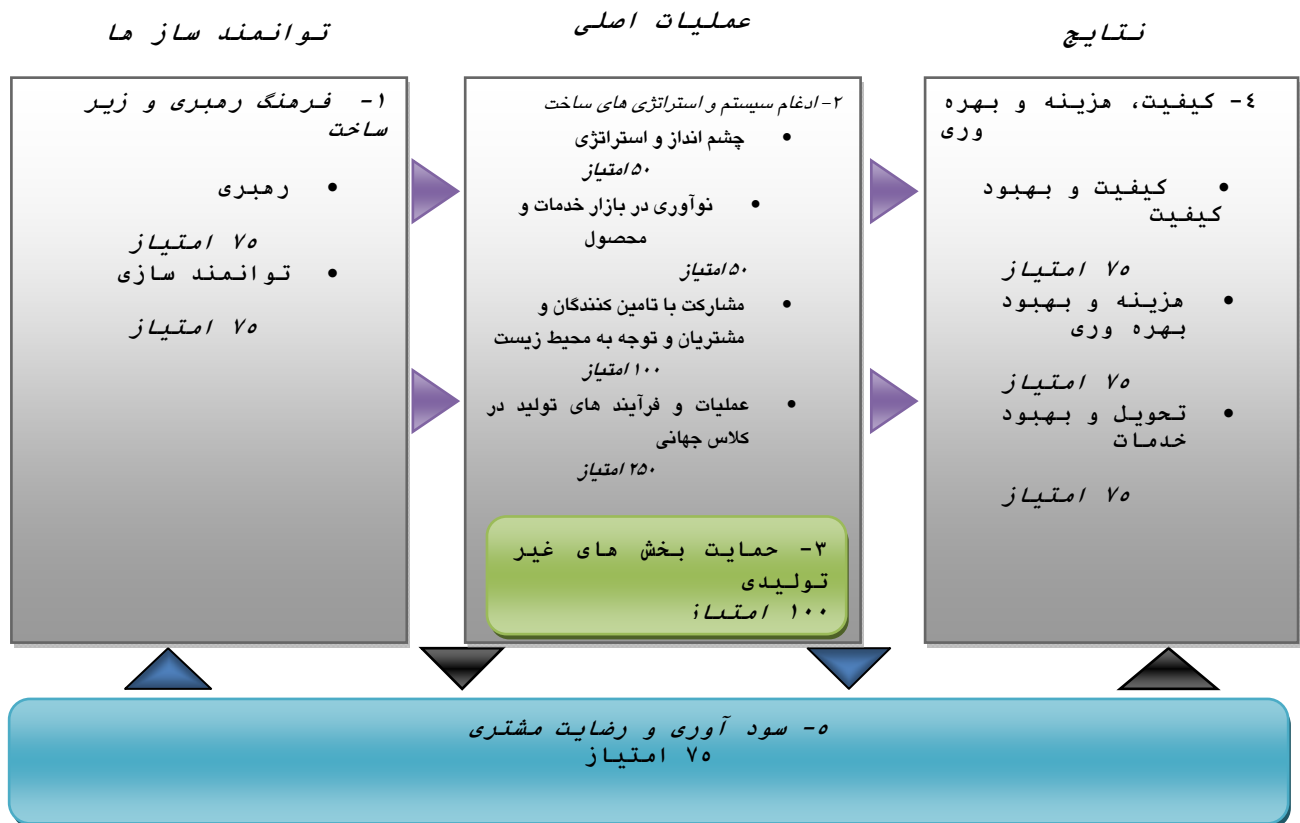 توانمند ساز ها
عملیات اصلی
نتایج
۱- فرهنگ رهبری و زیر
ساخت
• رهبری
۷۵ امتیاز
• توانمند سازی
۷۵ امتیاز
۲- ادغام سیستم و استراتژی های ساخت
• چشم انداز و استراتژی
۵۰ امتیاز
• نوآوری در بازار خدمات و
محصول
۵۰ امتیاز
• مشارکت با تامین کنندگان و
مشتریان و توجه به محیط زیست
۱۰۰ امتیاز
• عملیات و فرآیند های تولید در
کلاس جهانی
۲۵۰ امتیاز
۳- حمایت بخش های غیر
تولیدی
۱۰۰ امتیاز
٤- کیفیت، هزینه و بهره
وری
• کیفیت و بهبود
کیفیت
۷۵ امتیاز
• هزینه و بهبود
بهره وری
۷۵ امتیاز
• تحویل و بهبود
خدمات
۷۵ امتیاز
۵- سود آوری و رضایت مشتری
۷۵ امتیاز